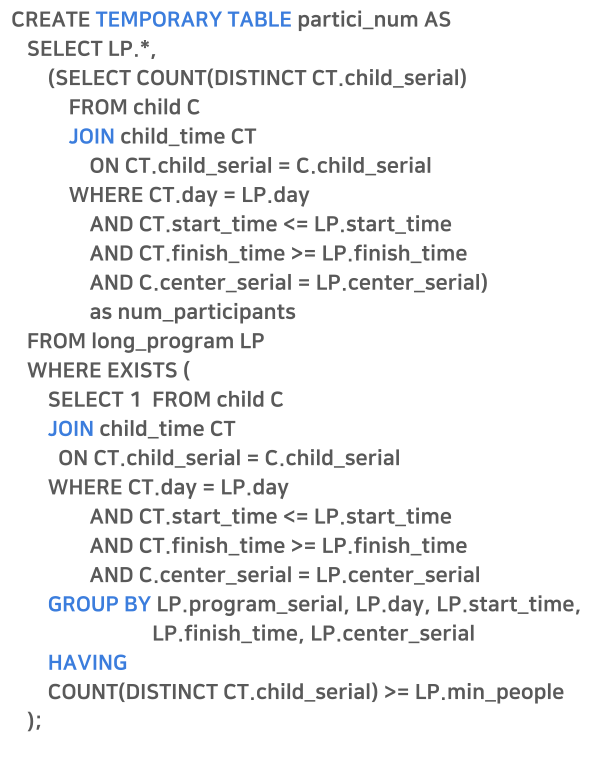 CREATE TEMPORARY TABLE partici_num AS
SELECT LP.*,
(SELECT COUNT(DISTINCT CT.child_serial)
FROM child C
JOIN child_time CT
ON CT.child_serial = C.child_serial
WHERE CT.day = LP.day
AND CT.start_time <= LP.start_time
AND CT.finish_time >= LP.finish_time
AND C.center_serial = LP.center_serial)
as num_participants
FROM long_program LP
WHERE EXISTS (
SELECT 1 FROM child C
JOIN child_time CT
ON CT.child_serial = C.child_serial
WHERE CT.day = LP.day
AND CT.start_time <= LP.start_time
AND CT.finish_time >= LP.finish_time
AND C.center_serial = LP.center_serial
GROUP BY LP.program_serial, LP.day, LP.start_time,
LP.finish_time, LP.center_serial
HAVING
COUNT(DISTINCT CT.child_serial) >= LP.min_people
);